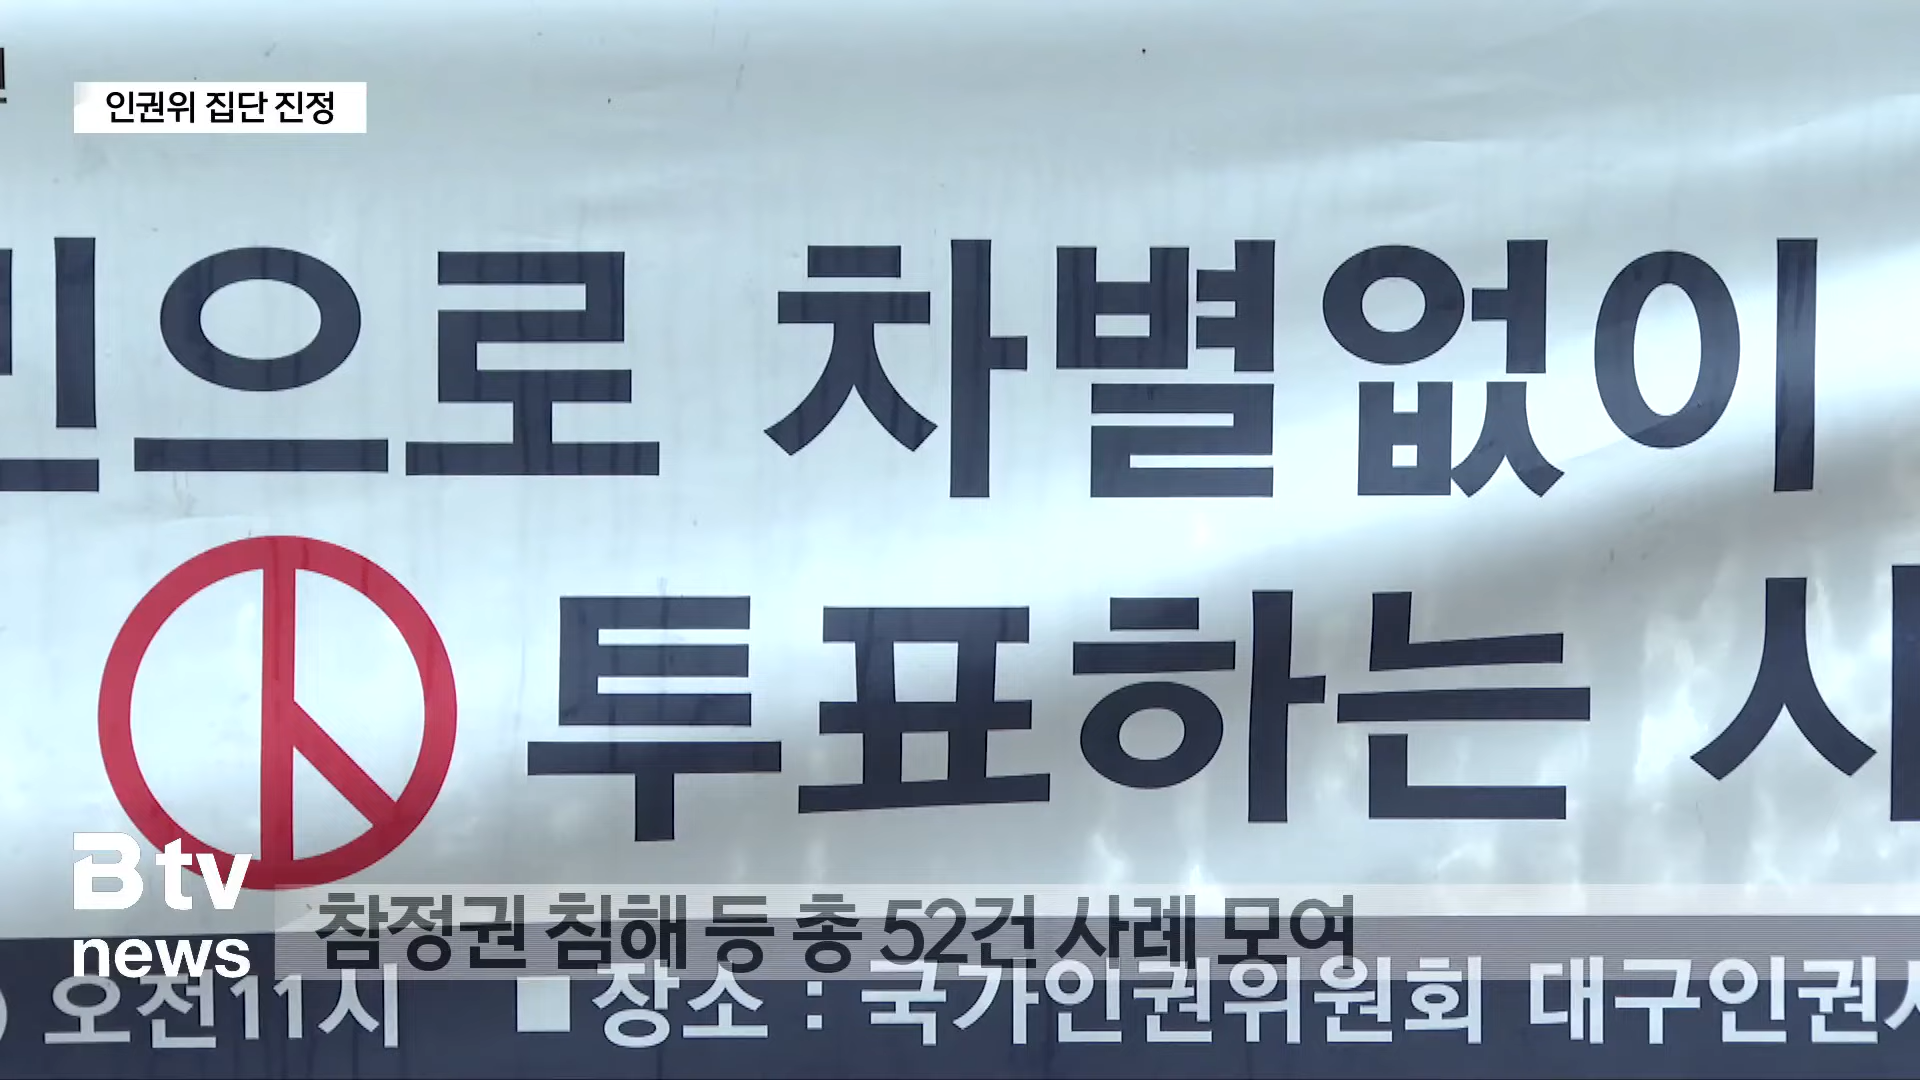 인권위 집단 진정
민으로 차별없이
투표하는
B tv
news
참정권 침해 등 총 52건 사례 모여
) 오전11시 ■장소 : 국가인권위원회 대구인권사